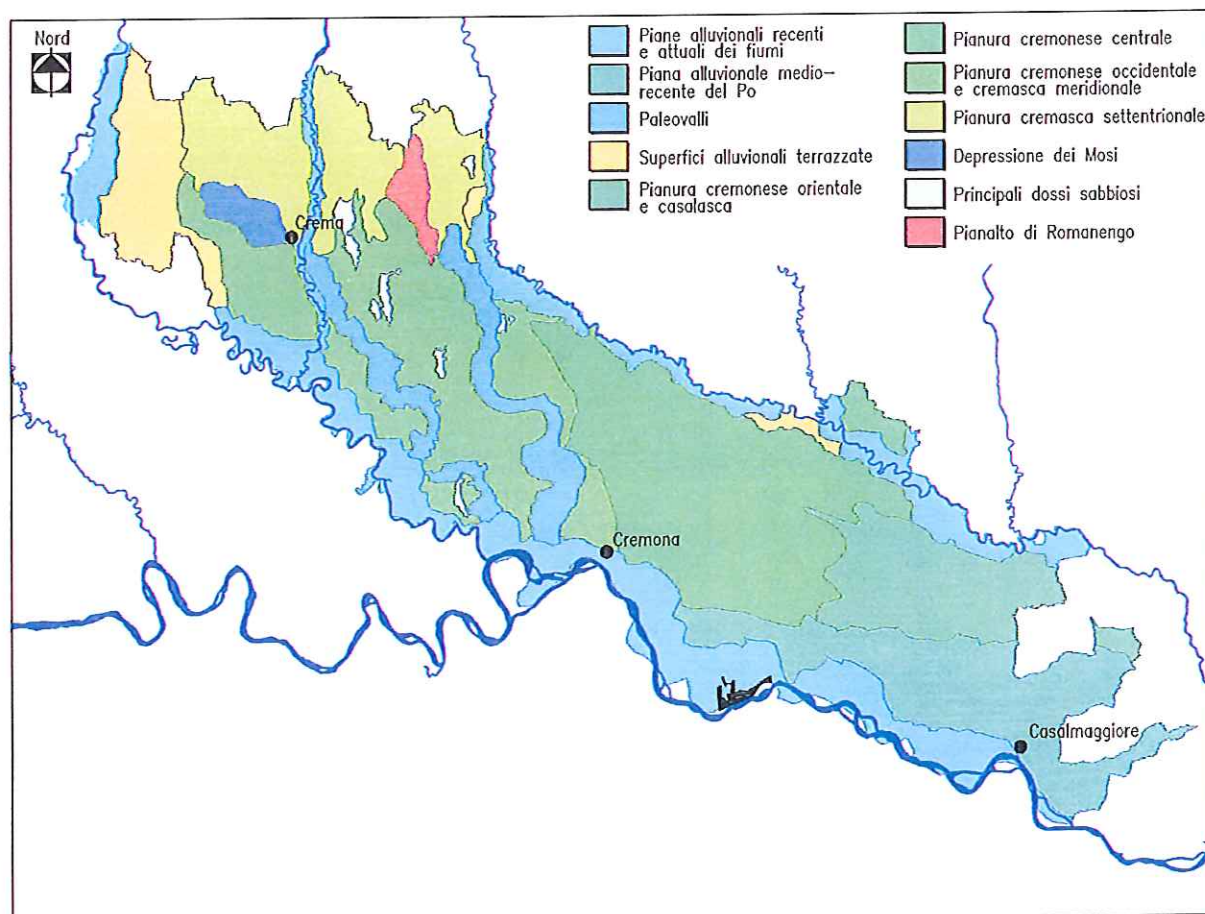 Nord
Piane alluvionali recenti
e attuali dei fiumi
Piana alluvionale medio-
recente del Po
Paleovalli
Superfici alluvionali terrazzate
Pianura cremonese orientale
e casalasca
Pianura cremonese centrale
Pianura cremonese occidentale
e cremasca meridionale
Pianura cremasca settentrionale
Depressione dei Mosi
Principali dossi sabbiosi
Pianalto di Romanengo
Crema
Cremona
Casalmaggiore